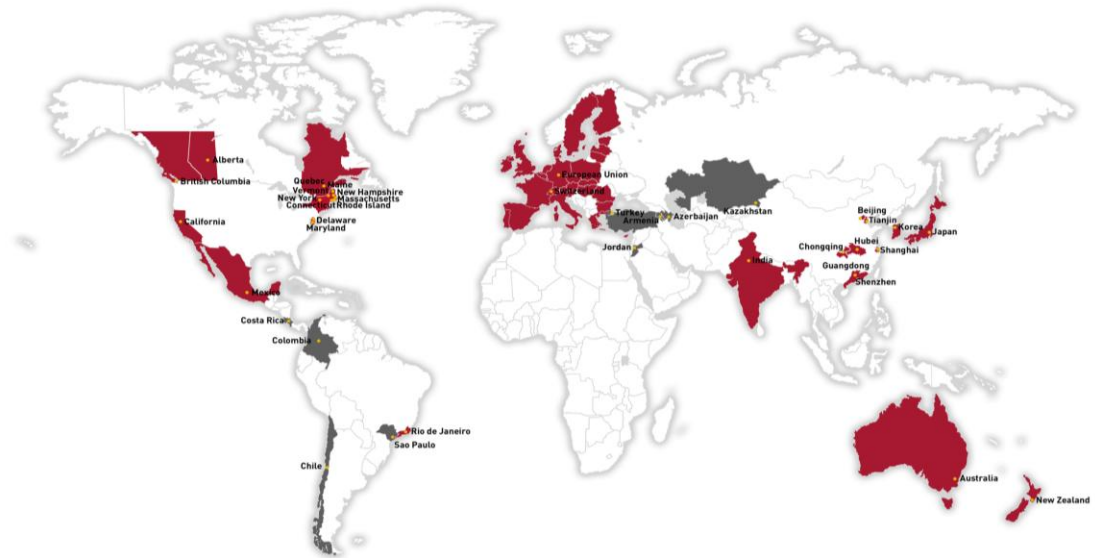 Alberta
British Columbia
Quebec
Maine
Vermont
New Hampshire
New York
Massachusetts
Connecticut
Rhode Island
California
Delaware
Maryland
Mexico
Costa Rica
Colombia
Rio de Janeiro
Sao Paulo
Chile
European Union
Switzerland
Turkey
Armenia
Azerbaijan
Kazakhstan
Jordan
India
Beijing
Tianjin
Korea
Japan
Hubei
Chongqing
Shanghai
Guangdong
Shenzhen
Australia
New Zealand